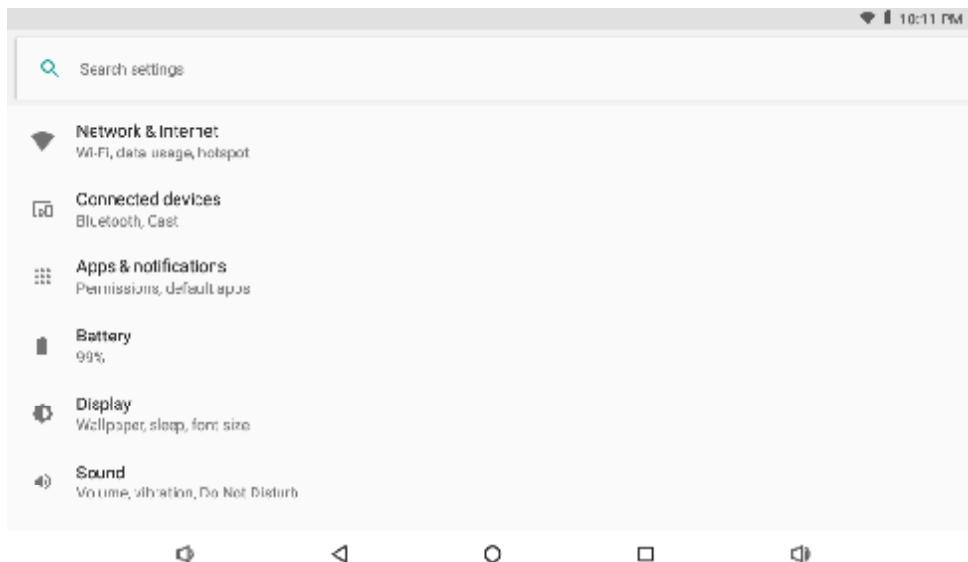 10:11 PM
Search settings
Network & Internet
Wi-Fi, data usage, hotspot
Connected devices
Bluetooth, Cast
Apps & notifications
Permissions, default apps
Battery
99%
Display
Wallpaper, sleep, font size
Sound
Volume, vibration, Do Not Disturb